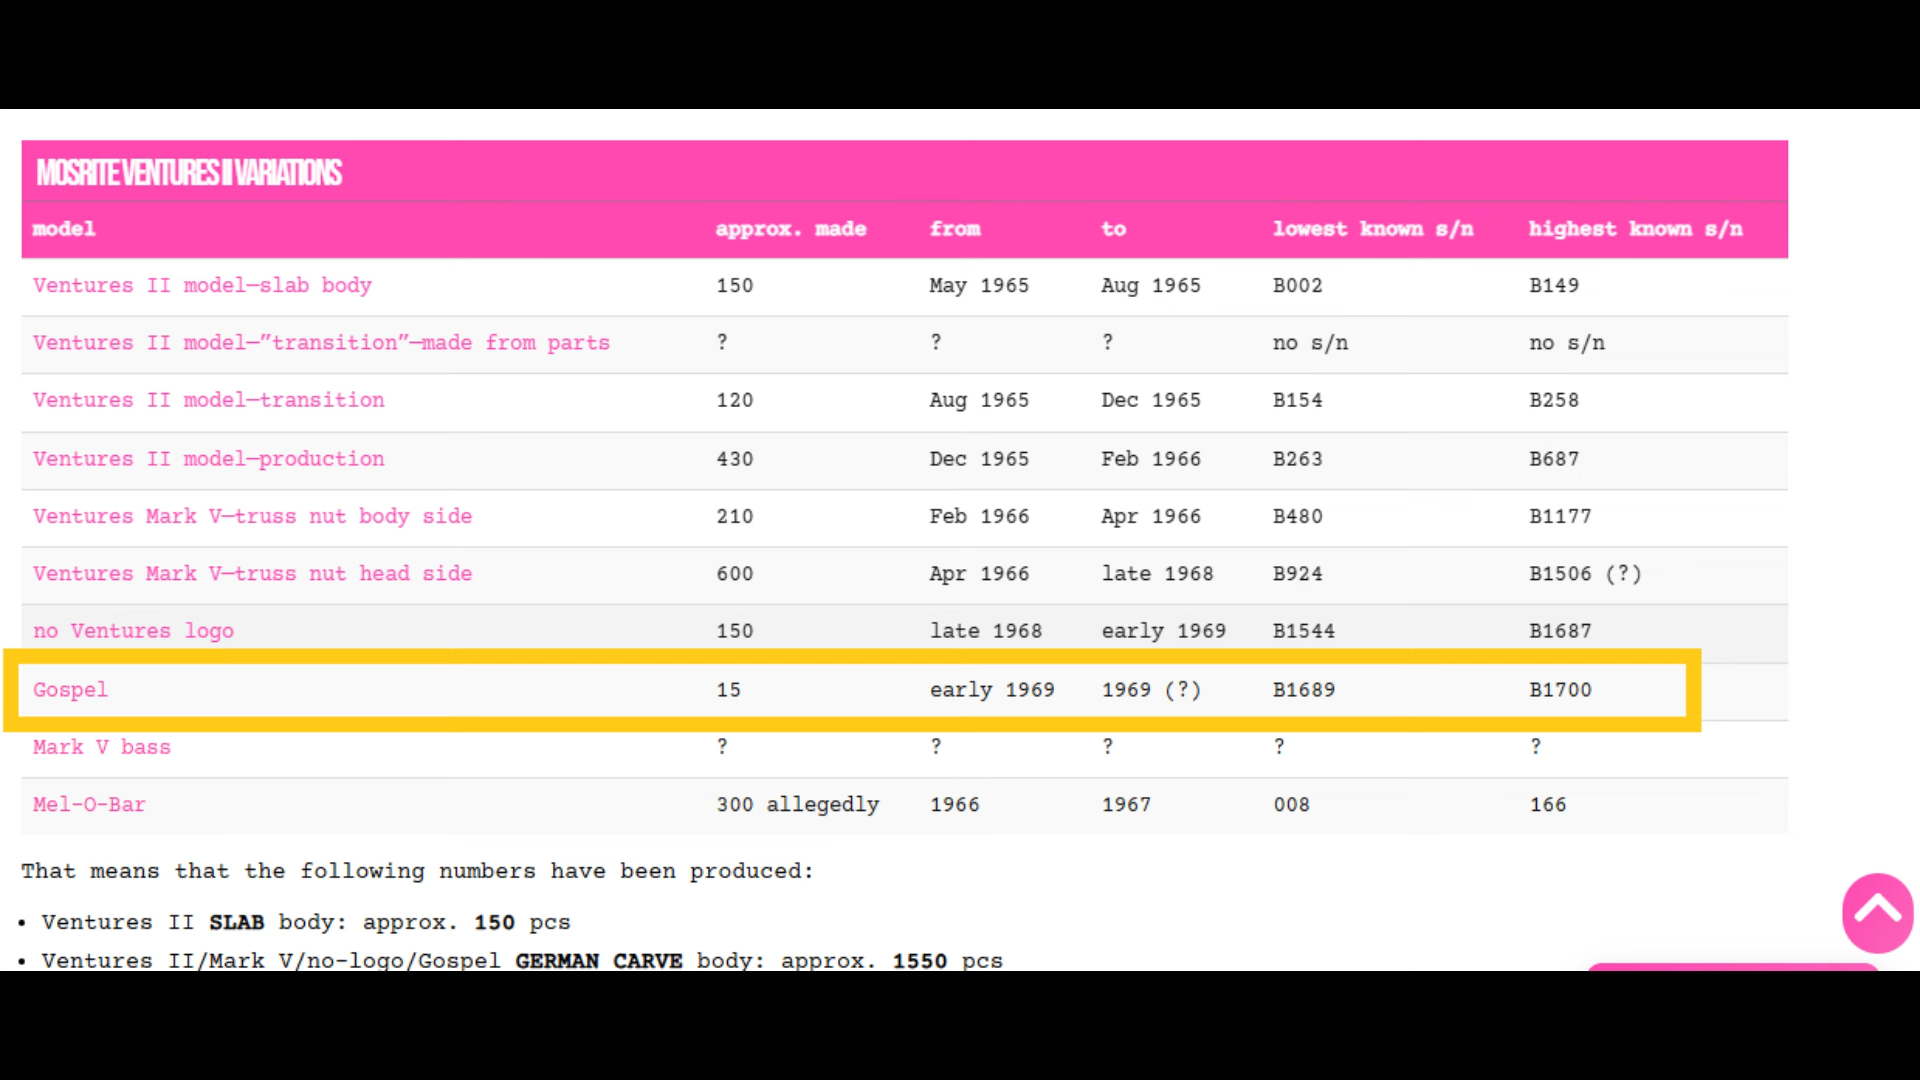 MOSRITE VENTURES II VARIATIONS
model approx. made from to lowest known s/n highest known s/n
Ventures II model—slab body 150 May 1965 Aug 1965 B002 B149
Ventures II model—”transition”—made from parts ? ? ? no s/n no s/n
Ventures II model—transition 120 Aug 1965 Dec 1965 B154 B258
Ventures II model—production 430 Dec 1965 Feb 1966 B263 B687
Ventures Mark V—truss nut body side 210 Feb 1966 Apr 1966 B480 B1177
Ventures Mark V—truss nut head side 600 Apr 1966 late 1968 B924 B1506 (?)
no Ventures logo 150 late 1968 early 1969 B1544 B1687
Gospel 15 early 1969 1969 (?) B1689 B1700
Mark V bass ? ? ? ? ?
Mel-O-Bar 300 allegedly 1966 1967 008 166
That means that the following numbers have been produced:
• Ventures II SLAB body: approx. 150 pcs
• Ventures II/Mark V/no-logo/Gospel GERMAN CARVE body: approx. 1550 pcs